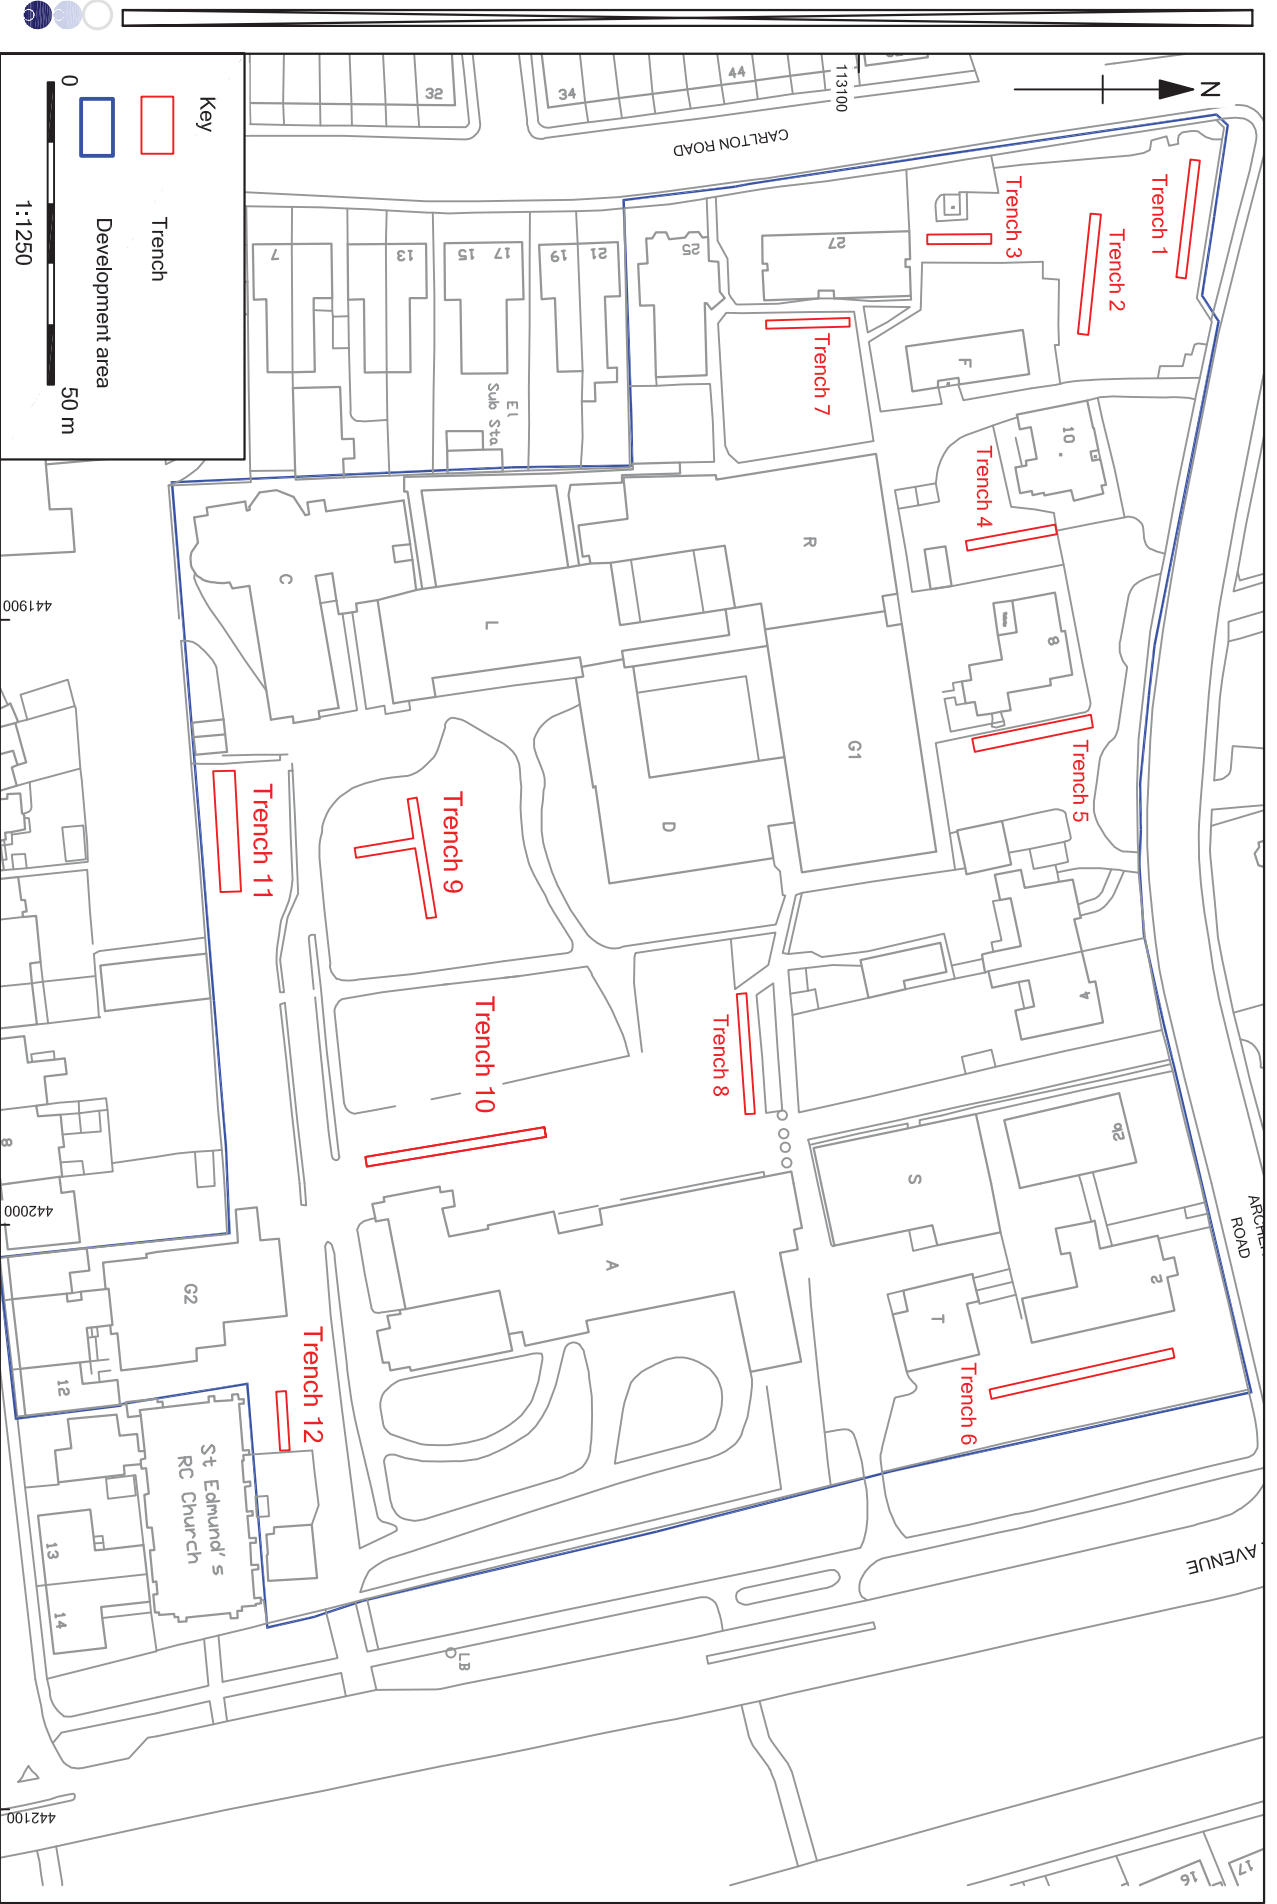 N
Key
Trench
Development area
0
50 m
1:1250
113100
441900
442000
442100
CARLTON ROAD
ROAD
AVENUE
Trench 1
Trench 2
Trench 3
Trench 4
Trench 5
Trench 6
Trench 7
Trench 8
Trench 9
Trench 10
Trench 11
Trench 12
32
34
44
7
13
15
17
19
21
25
27
El
Sub Sta
F
10
8
4
2b
2
R
G1
L
C
D
S
T
A
G2
12
St Edmund's
RC Church
13
14
8
LB
16
17